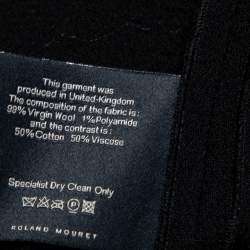 This garment was
produced in United-Kingdom
The composition of the fabric is:
99% Virgin Wool 1% Polyamide
and the contrast is:
50% Cotton 50% Viscose
Specialist Dry Clean Only
ROLAND MOURET